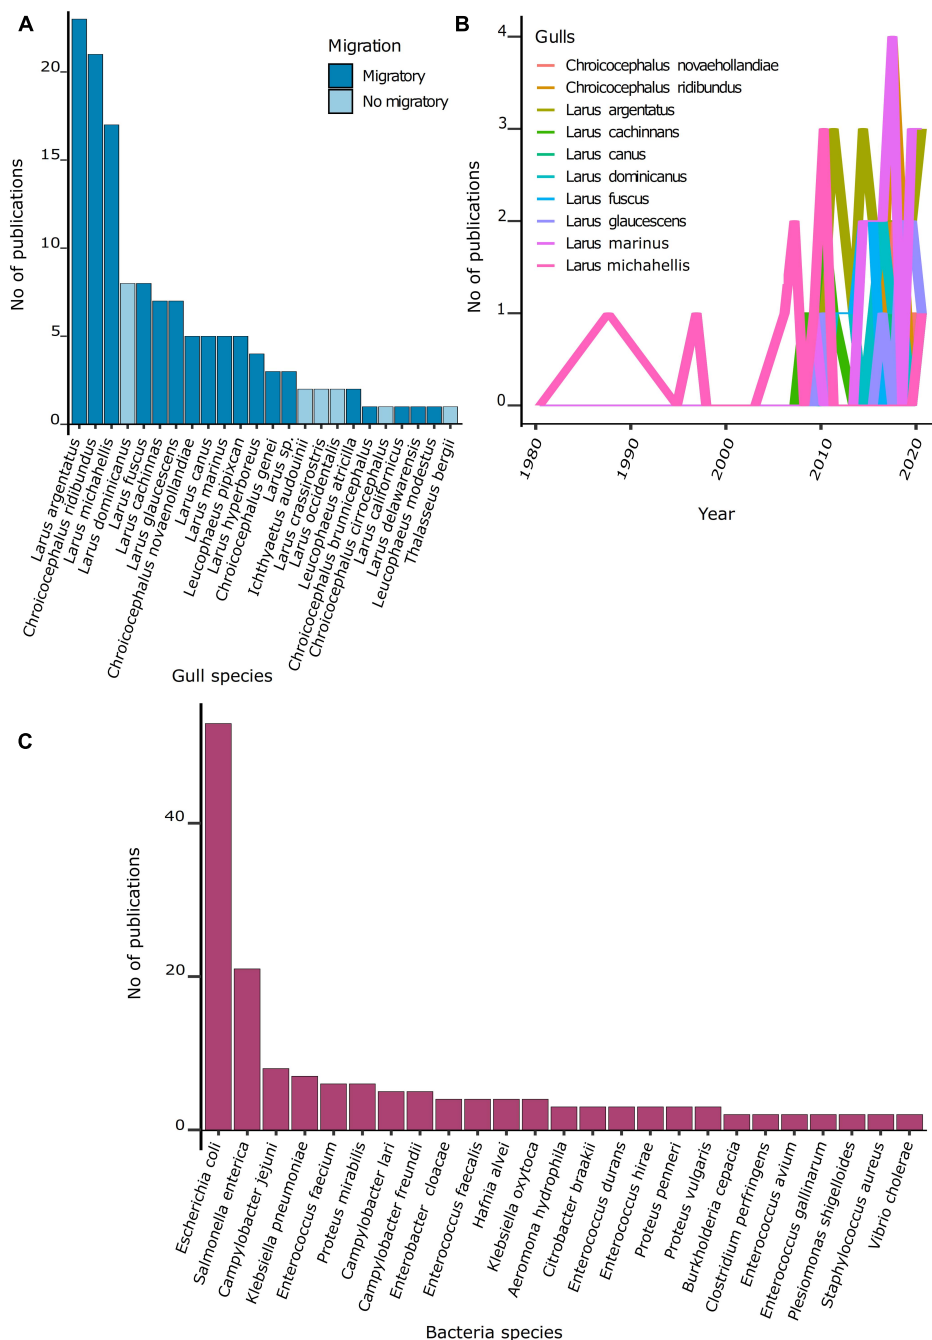 A
No of publications
20
15
10
5
0
Migration
Migratory
No migratory
Larus argentatus
Chroicocephalus ridibundus
Larus michahellis
Larus dominicanus
Larus fuscus
Larus cachinnas
Larus glaucescens
Chroicocephalus novaenollandiae
Larus canus
Larus marinus
Leucophaeus pipixcan
Larus hyperboreus
Chroicocephalus genei
Larus sp.
Ichthyaetus audouinii
Larus crassirostris
Larus occidentalis
Leucophaeus atricilla
Chroicocephalus brunnicephalus
Chroicocephalus cirrocephalus
Larus californicus
Larus delawarensis
Leucophaeus modestus
Thalasseus bergii
Gull species
B
No of publications
4
3
2
1
0
Gulls
Chroicocephalus novaehollandiae
Chroicocephalus ridibundus
Larus argentatus
Larus cachinnans
Larus canus
Larus dominicanus
Larus fuscus
Larus glaucescens
Larus marinus
Larus michahellis
1980
1990
2000
2010
2020
Year
C
No of publications
40
20
0
Escherichia coli
Salmonella enterica
Campylobacter jejuni
Klebsiella pneumoniae
Enterococcus faecium
Proteus mirabilis
Campylobacter lari
Campylobacter freundii
Enterobacter cloacae
Enterococcus faecalis
Hafnia alvei
Klebsiella oxytoca
Aeromona hydrophila
Citrobacter braakii
Enterococcus durans
Enterococcus hirae
Proteus penneri
Proteus vulgaris
Burkholderia cepacia
Clostridium perfringens
Enterococcus avium
Enterococcus gallinarum
Plesiomonas shigelloides
Staphylococcus aureus
Vibrio cholerae
Bacteria species